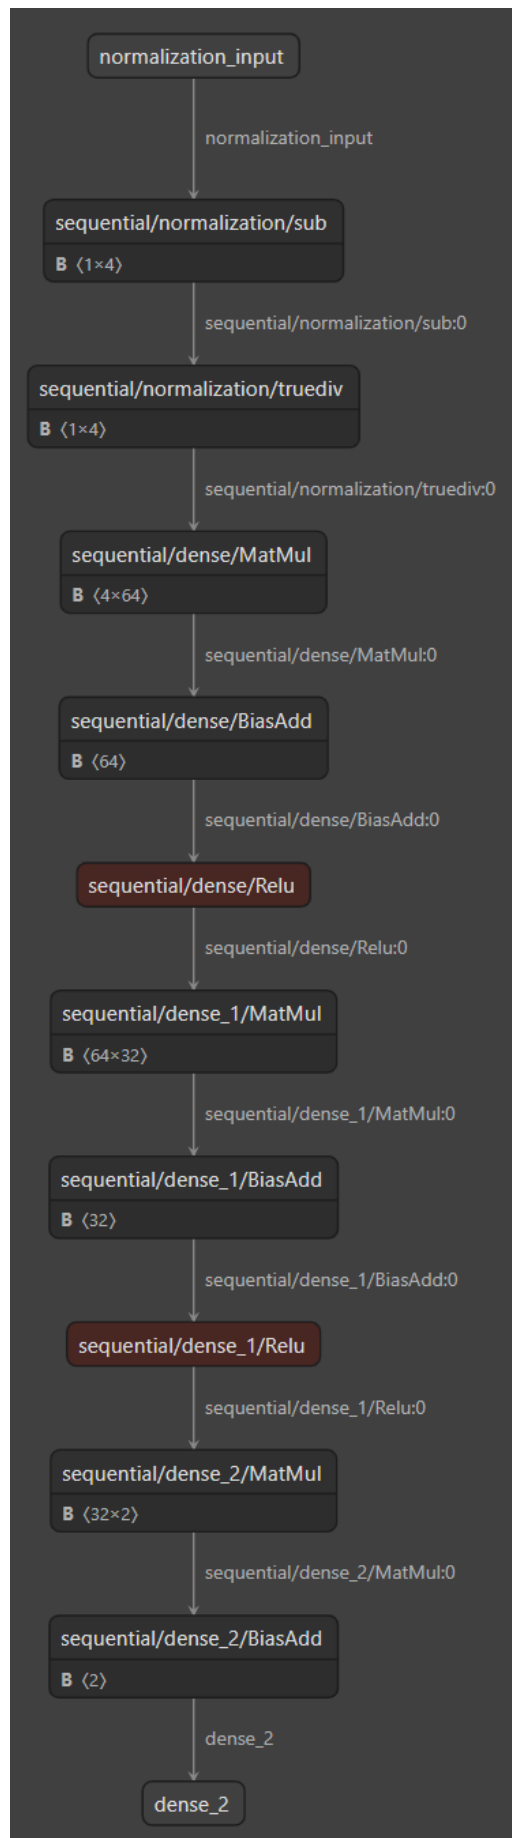 normalization_input
normalization_input
sequential/normalization/sub
B ⟨1×4⟩
sequential/normalization/sub:0
sequential/normalization/truediv
B ⟨1×4⟩
sequential/normalization/truediv:0
sequential/dense/MatMul
B ⟨4×64⟩
sequential/dense/MatMul:0
sequential/dense/BiasAdd
B ⟨64⟩
sequential/dense/BiasAdd:0
sequential/dense/Relu
sequential/dense/Relu:0
sequential/dense_1/MatMul
B ⟨64×32⟩
sequential/dense_1/MatMul:0
sequential/dense_1/BiasAdd
B ⟨32⟩
sequential/dense_1/BiasAdd:0
sequential/dense_1/Relu
sequential/dense_1/Relu:0
sequential/dense_2/MatMul
B ⟨32×2⟩
sequential/dense_2/MatMul:0
sequential/dense_2/BiasAdd
B ⟨2⟩
dense_2
dense_2